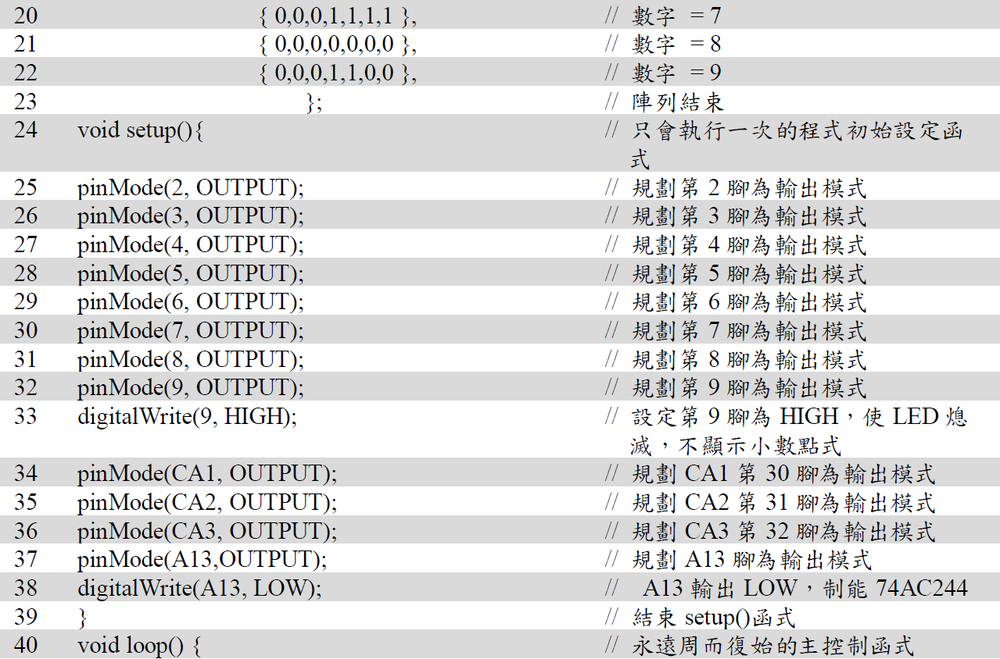 20 { 0,0,0,1,1,1,1 }, // 數字 = 7
21 { 0,0,0,0,0,0,0 }, // 數字 = 8
22 { 0,0,0,1,1,0,0 }, // 數字 = 9
23 }; // 陣列結束
24 void setup(){ // 只會執行一次的程式初始設定函
式
25 pinMode(2, OUTPUT); // 規劃第 2 腳為輸出模式
26 pinMode(3, OUTPUT); // 規劃第 3 腳為輸出模式
27 pinMode(4, OUTPUT); // 規劃第 4 腳為輸出模式
28 pinMode(5, OUTPUT); // 規劃第 5 腳為輸出模式
29 pinMode(6, OUTPUT); // 規劃第 6 腳為輸出模式
30 pinMode(7, OUTPUT); // 規劃第 7 腳為輸出模式
31 pinMode(8, OUTPUT); // 規劃第 8 腳為輸出模式
32 pinMode(9, OUTPUT); // 規劃第 9 腳為輸出模式
33 digitalWrite(9, HIGH); // 設定第 9 腳為 HIGH，使 LED 熄
滅，不顯示小數點式
34 pinMode(CA1, OUTPUT); // 規劃 CA1 第 30 腳為輸出模式
35 pinMode(CA2, OUTPUT); // 規劃 CA2 第 31 腳為輸出模式
36 pinMode(CA3, OUTPUT); // 規劃 CA3 第 32 腳為輸出模式
37 pinMode(A13,OUTPUT); // 規劃 A13 腳為輸出模式
38 digitalWrite(A13, LOW); // A13 輸出 LOW，制能 74AC244
39 } // 結束 setup()函式
40 void loop() { // 永遠周而復始的主控制函式